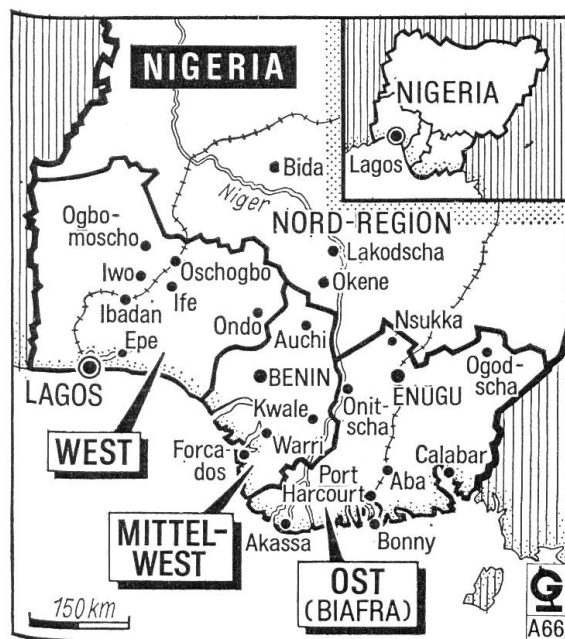 NIGERIA
NIGERIA
Lagos
Bida
Niger
NORD-REGION
Ogbo-
moscho
Lakodscha
Oschogbo
Iwo
Okene
Ife
Ibadan
Ondo
Auchi
Nsukka
Epe
Ogod-
scha
LAGOS
BENIN
ENUGU
Onit-
scha
Kwale
WEST
Warri
Forca-
dos
Calabar
Port
Harcourt
Aba
MITTEL-
WEST
Akassa
Bonny
OST
(BIAFRA)
150 km
G
A66